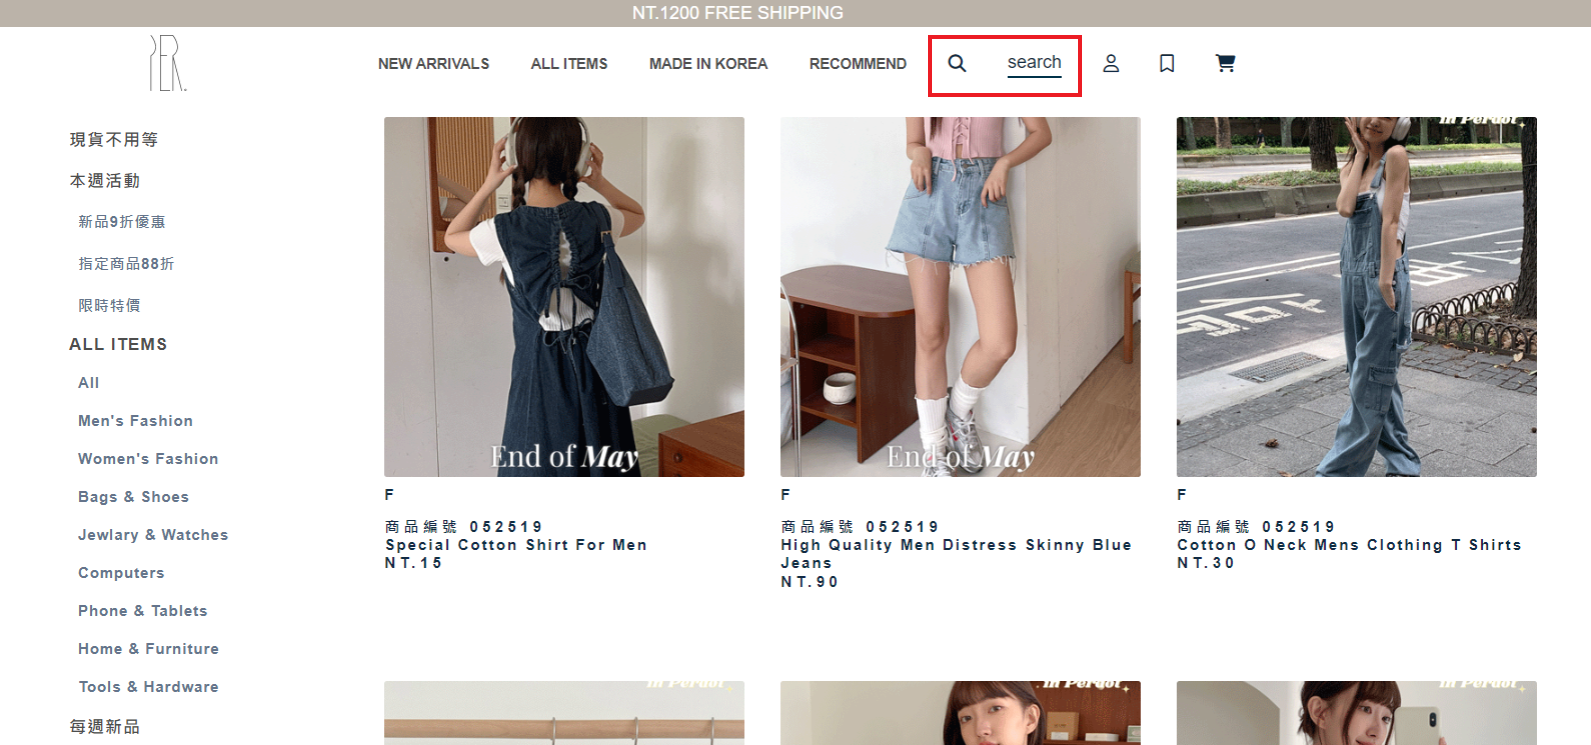 NT.1200 FREE SHIPPING
PER.
NEW ARRIVALS ALL ITEMS MADE IN KOREA RECOMMEND search
現貨不用等
本週活動
新品9折優惠
指定商品88折
限時特價
ALL ITEMS
All
Men's Fashion
Women's Fashion
Bags & Shoes
Jewlary & Watches
Computers
Phone & Tablets
Home & Furniture
Tools & Hardware
每週新品
End of May
F
商品編號 052519
Special Cotton Shirt For Men
NT.15
End of May
F
商品編號 052519
High Quality Men Distress Skinny Blue
Jeans
NT.90
In Perdot
F
商品編號 052519
Cotton O Neck Mens Clothing T Shirts
NT.30
In Perdot
In Perdot
In Perdot